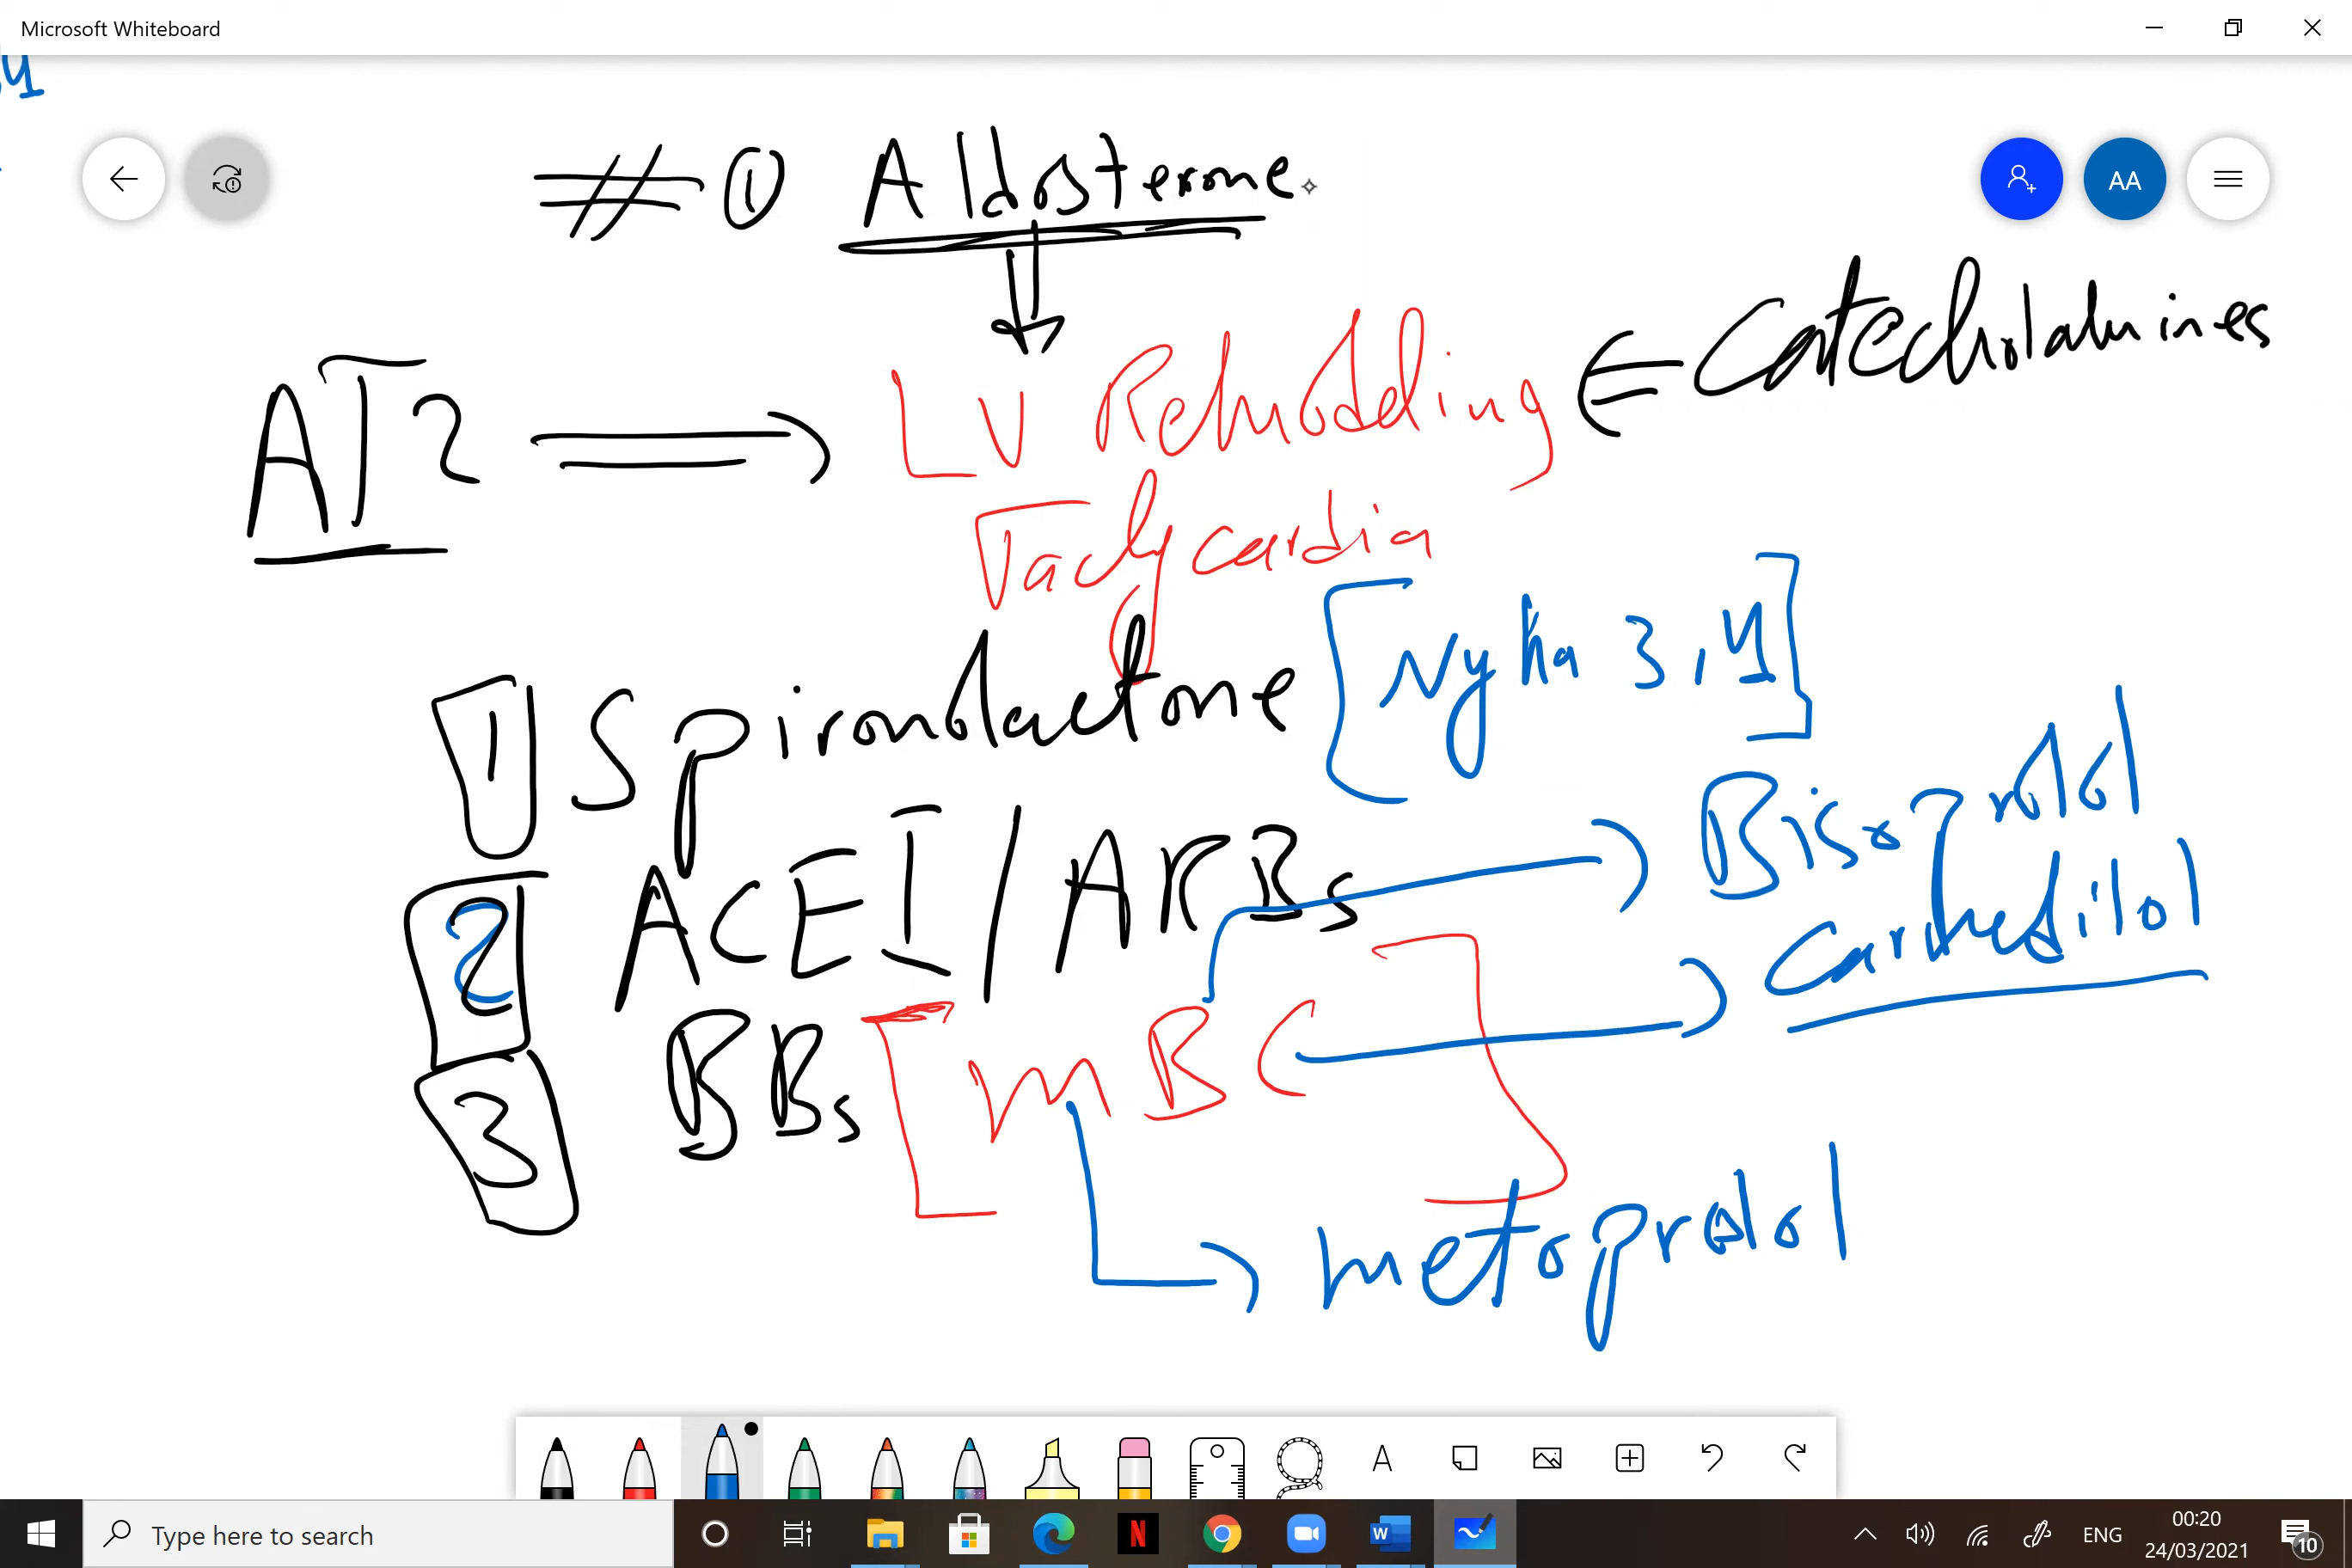 Microsoft Whiteboard
# ① Aldosterone
AA
AT2 LV Remodelling Catecholamines
Tachycardia
1 Spironolactone [Nyha 3,4]
2 ACEI/ARBs Bisoprolol
Carvedilol
3 BBs [MBC]
metoprolol
Type here to search
ENG
00:20
24/03/2021
10